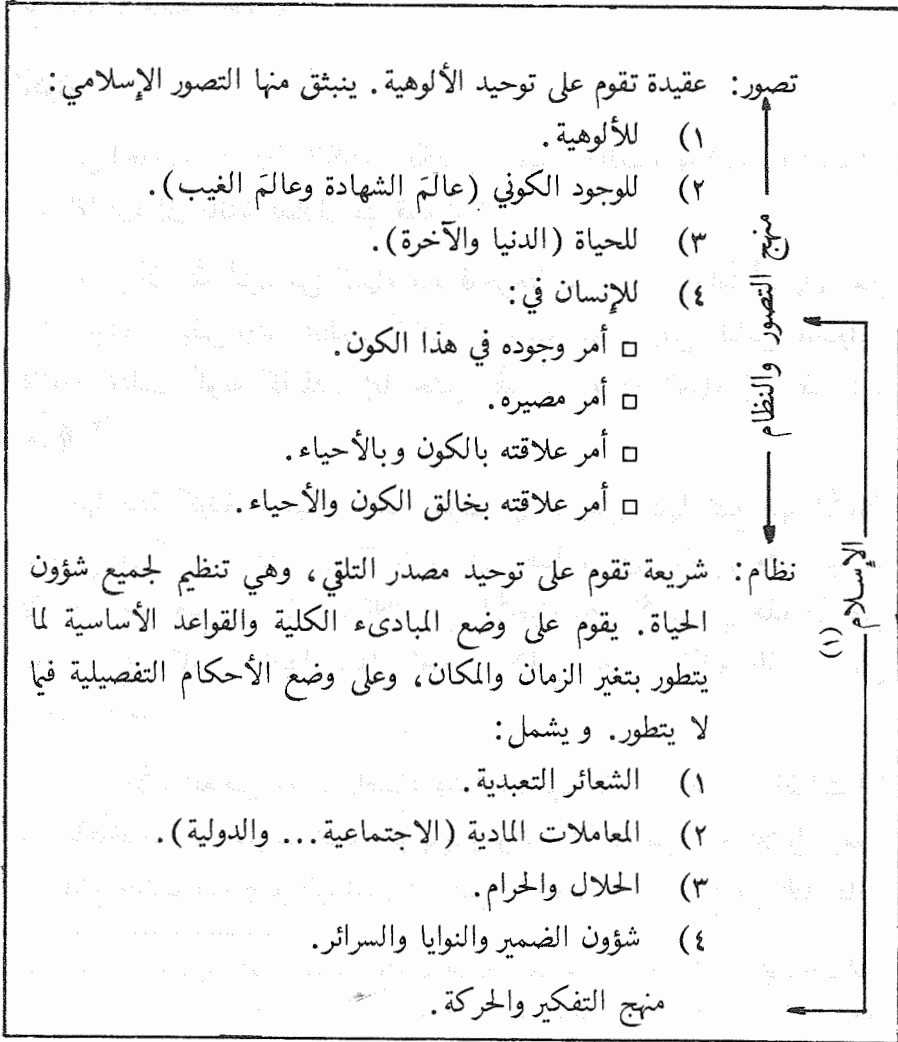 تصور: عقيدة تقوم على توحيد الألوهية. ينبثق منها التصور الإسلامي:
١) للألوهية.
٢) للوجود الكوني (عالَم الشهادة وعالَم الغيب).
٣) للحياة (الدنيا والآخرة).
٤) للإنسان في:
□ أمر وجوده في هذا الكون.
□ أمر مصيره.
□ أمر علاقته بالكون وبالأحياء.
□ أمر علاقته بخالق الكون والأحياء.
منهج التصور والنظام
نظام: شريعة تقوم على توحيد مصدر التلقي، وهي تنظيم لجميع شؤون
الحياة. يقوم على وضع المبادىء الكلية والقواعد الأساسية لما
يتطور بتغير الزمان والمكان، وعلى وضع الأحكام التفصيلية فيما
لا يتطور. ويشمل:
١) الشعائر التعبدية.
٢) المعاملات المادية (الاجتماعية... والدولية).
٣) الحلال والحرام.
٤) شؤون الضمير والنوايا والسرائر.
منهج التفكير والحركة.
الإسلام (١)